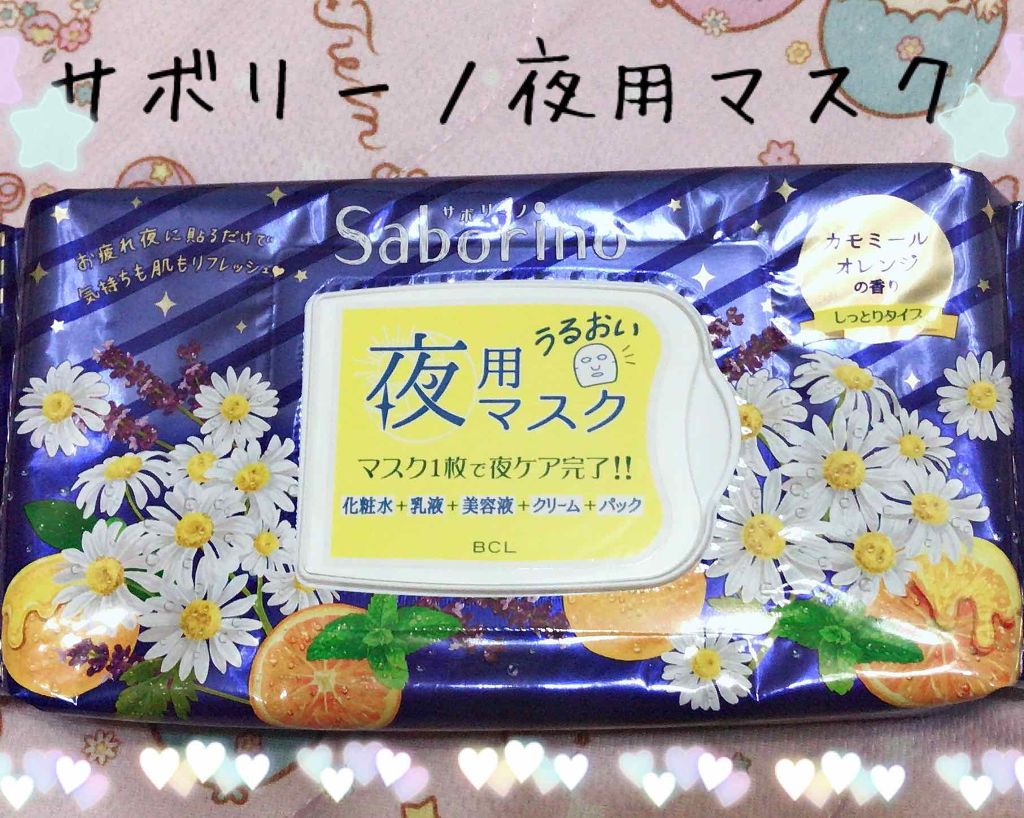 サボリーノ夜用マスク
サボリーノ
Saborino
お疲れ夜に貼るだけで
気持ちも肌もリフレッシュ♥
カモミール
オレンジ
の香り
しっとりタイプ
うるおい
夜用
マスク
マスク1枚で夜ケア完了!!
化粧水+乳液+美容液+クリーム+パック
BCL